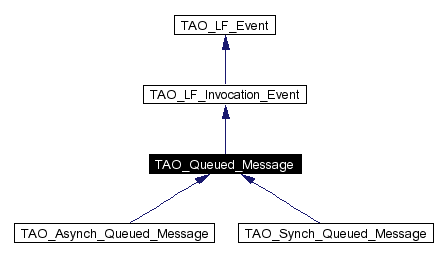 TAO_LF_Event
TAO_LF_Invocation_Event
TAO_Queued_Message
TAO_Asynch_Queued_Message
TAO_Synch_Queued_Message